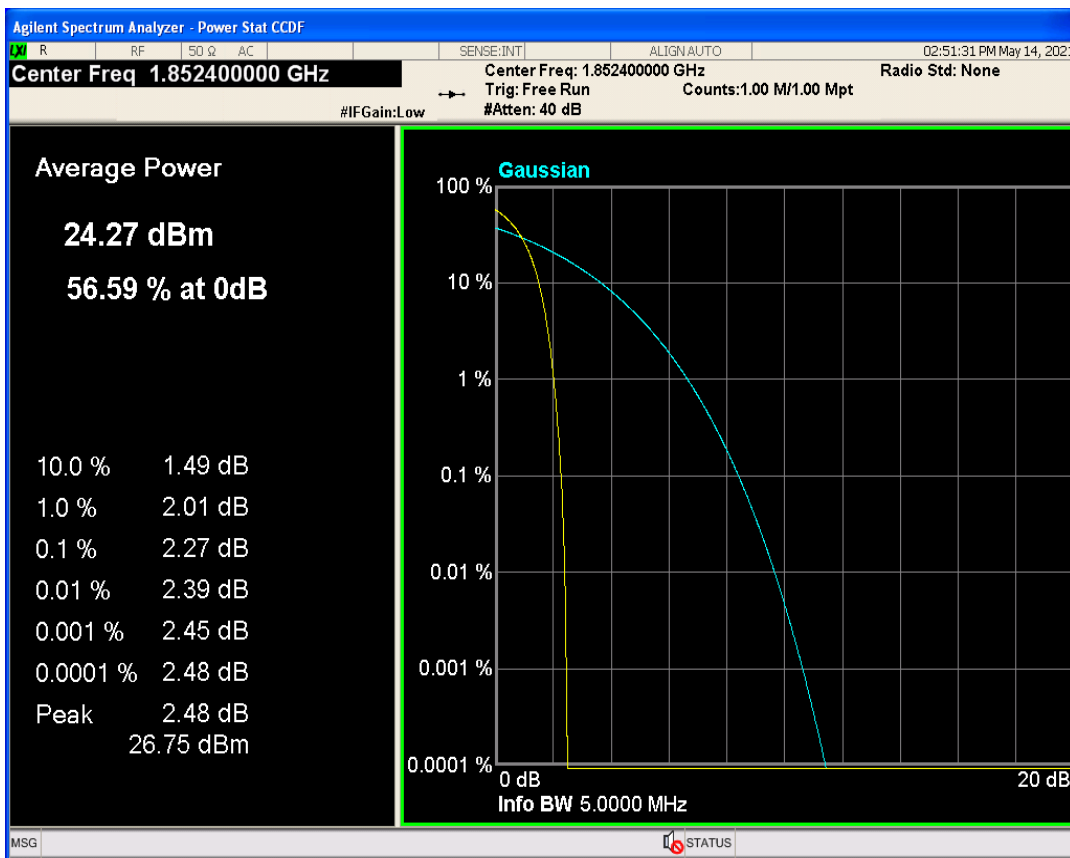 Agilent Spectrum Analyzer - Power Stat CCDF
LXI R RF 50 Ω AC SENSE:INT ALIGN AUTO 02:51:31 PM May 14, 2021
Center Freq 1.852400000 GHz
Center Freq: 1.852400000 GHz Radio Std: None
Trig: Free Run Counts:1.00 M/1.00 Mpt
#IFGain:Low #Atten: 40 dB
Average Power
24.27 dBm
56.59 % at 0dB
10.0 % 1.49 dB
1.0 % 2.01 dB
0.1 % 2.27 dB
0.01 % 2.39 dB
0.001 % 2.45 dB
0.0001 % 2.48 dB
Peak 2.48 dB
26.75 dBm
Gaussian
100 %
10 %
1 %
0.1 %
0.01 %
0.001 %
0.0001 %
0 dB 20 dB
Info BW 5.0000 MHz
MSG STATUS